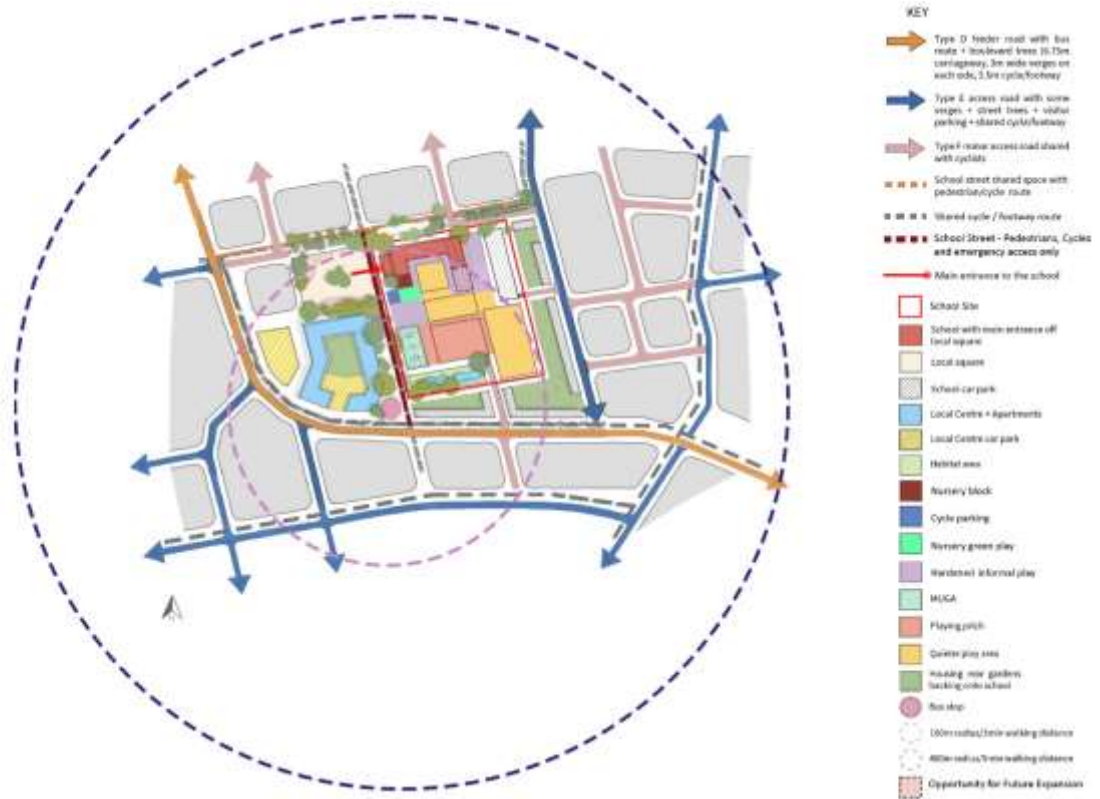 KEY
Type D feeder road with bus
route + boulevard trees (6.75m
carriageway, 3m wide verges on
each side, 3.5m cycle/footway
Type E access road with some
verges + street trees + visitor
parking + shared cycle/footway
Type F minor access road shared
with cyclists
School street shared space with
pedestrian/cycle route
Shared cycle / footway route
School Street - Pedestrians, Cycles
and emergency access only
Main entrance to the school
School Site
School with main entrance off
local square
Local square
School car park
Local Centre + Apartments
Local Centre car park
Habitat area
Nursery block
Cycle parking
Nursery green play
Hardened informal play
MUGA
Playing pitch
Quieter play area
Housing rear gardens
backing onto school
Bus stop
radius/2min walking distance
400m radius/5min walking distance
Opportunity for Future Expansion